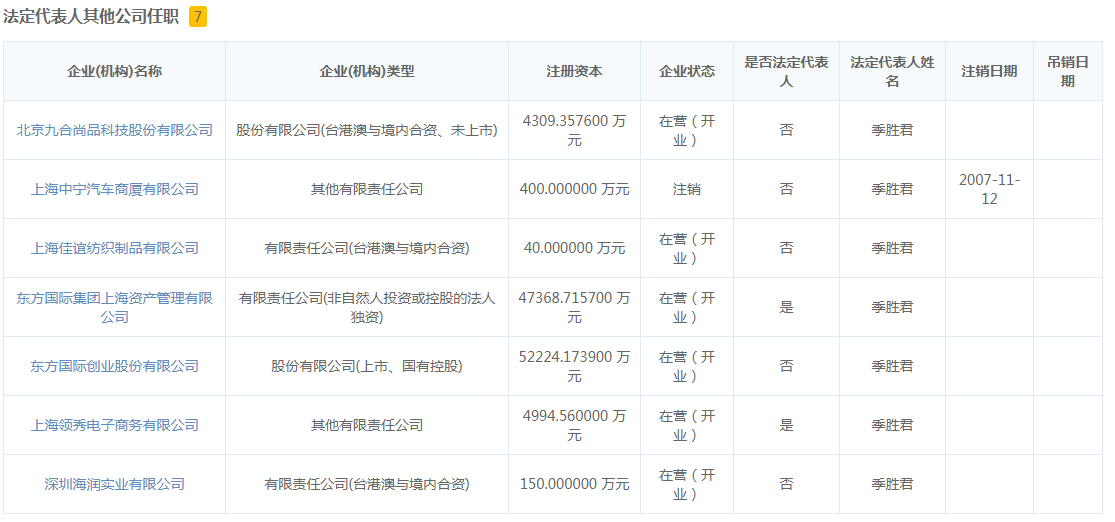 法定代表人其他公司任职 7
企业(机构)名称 企业(机构)类型 注册资本 企业状态 是否法定代表
人 法定代表人姓
名 注销日期 吊销日
期
北京九合尚品科技股份有限公司 股份有限公司(台港澳与境内合资、未上市) 4309.357600 万
元 在营（开
业） 否 季胜君
上海中宁汽车商厦有限公司 其他有限责任公司 400.000000 万元 注销 否 季胜君 2007-11-
12
上海佳谊纺织制品有限公司 有限责任公司(台港澳与境内合资) 40.000000 万元 在营（开
业） 否 季胜君
东方国际集团上海资产管理有限
公司 有限责任公司(非自然人投资或控股的法人
独资) 47368.715700 万
元 在营（开
业） 是 季胜君
东方国际创业股份有限公司 股份有限公司(上市、国有控股) 52224.173900 万
元 在营（开
业） 否 季胜君
上海领秀电子商务有限公司 其他有限责任公司 4994.560000 万
元 在营（开
业） 是 季胜君
深圳海润实业有限公司 有限责任公司(台港澳与境内合资) 150.000000 万元 在营（开
业） 否 季胜君